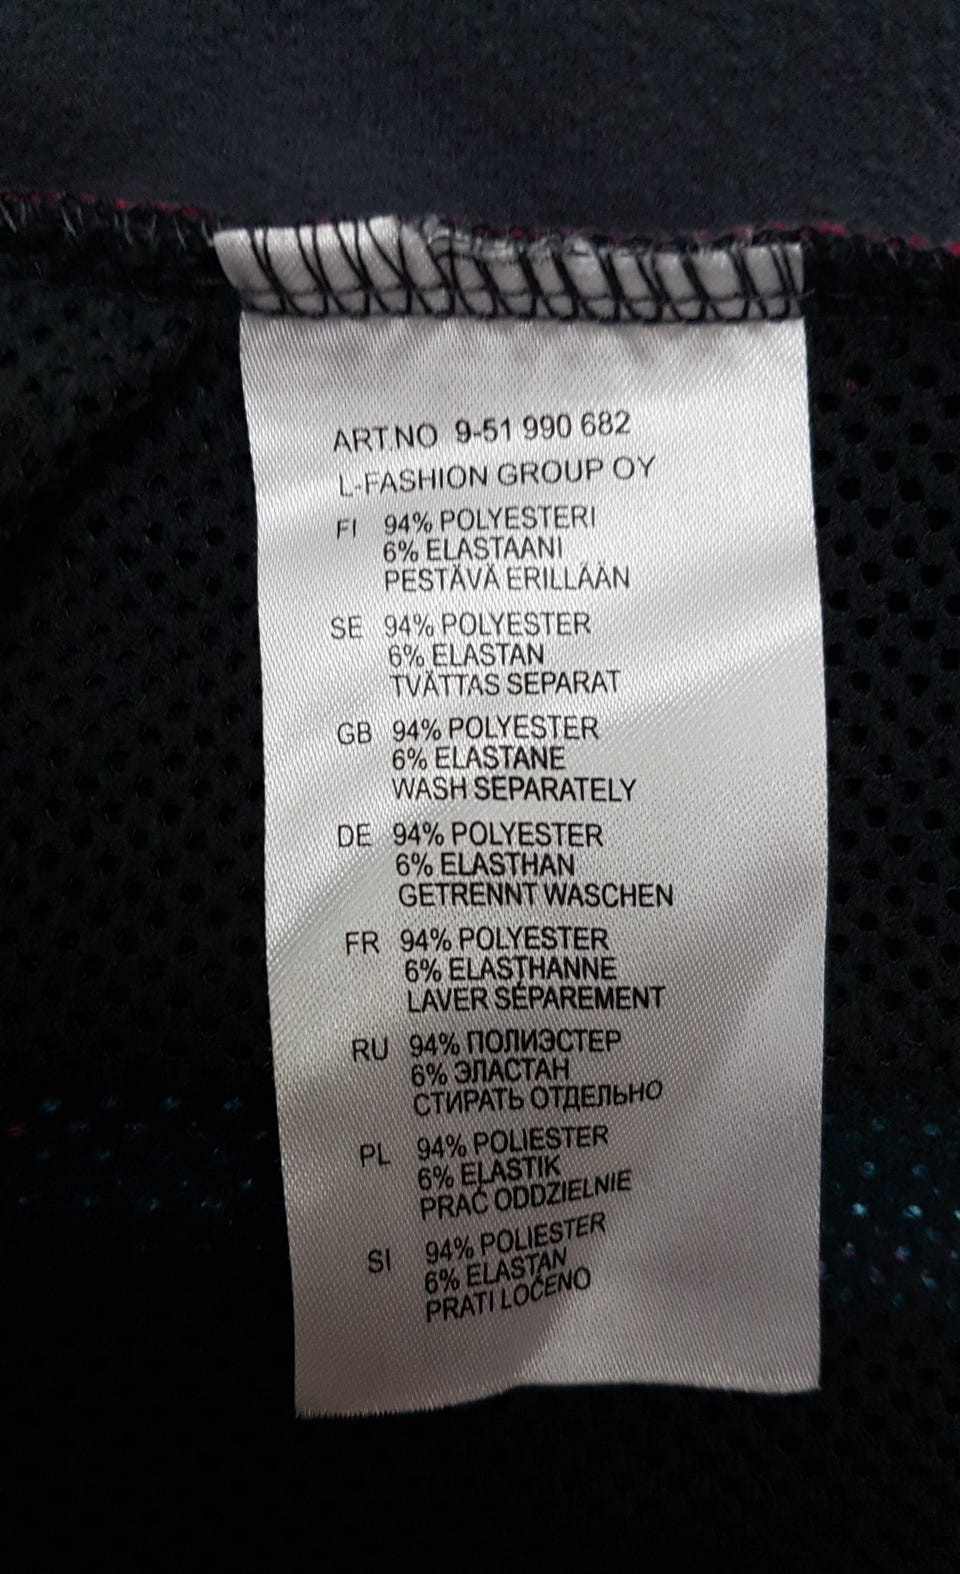 ART.NO 9-51 990 682
L-FASHION GROUP OY
FI 94% POLYESTERI
6% ELASTAANI
PESTÄVÄ ERILLÄÄN
SE 94% POLYESTER
6% ELASTAN
TVÄTTAS SEPARAT
GB 94% POLYESTER
6% ELASTANE
WASH SEPARATELY
DE 94% POLYESTER
6% ELASTHAN
GETRENNT WASCHEN
FR 94% POLYESTER
6% ELASTHANNE
LAVER SÉPAREMENT
RU 94% ПОЛИЭСТЕР
6% ЭЛАСТАН
СТИРАТЬ ОТДЕЛЬНО
PL 94% POLIESTER
6% ELASTIK
PRAĆ ODDZIELNIE
SI 94% POLIESTER
6% ELASTAN
PRATI LOČENO